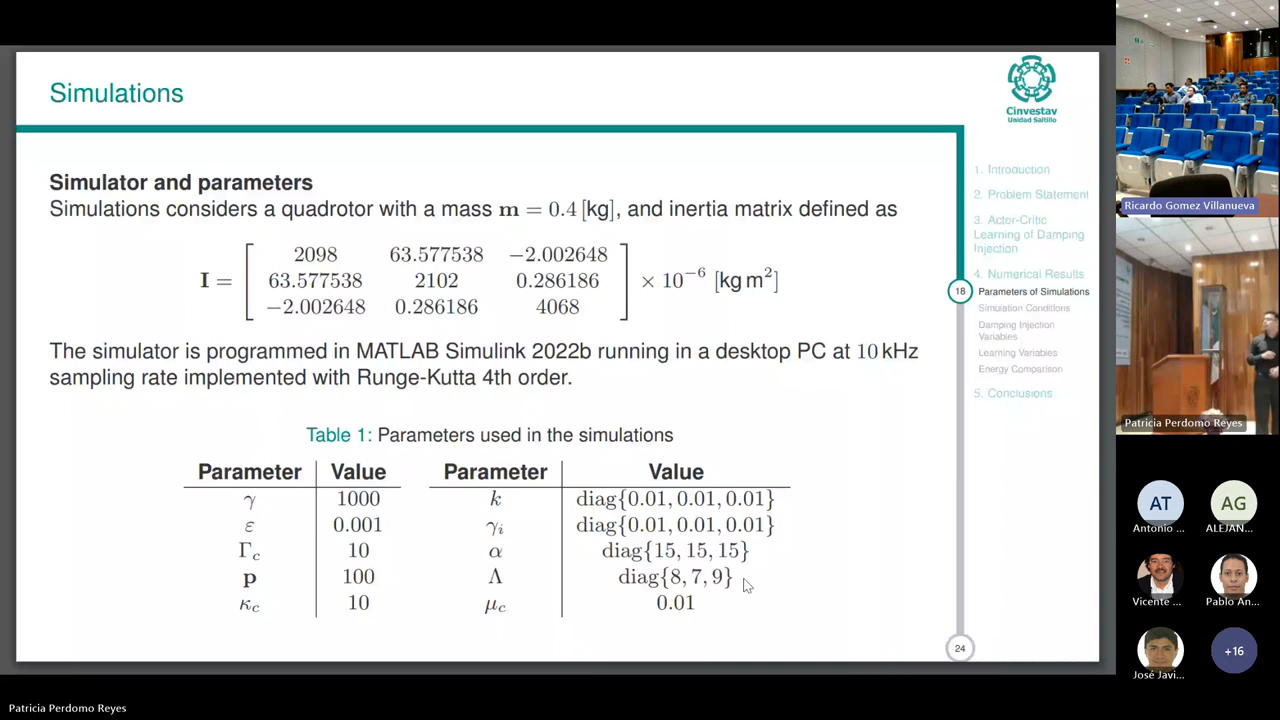 Simulations
Cinvestav
Unidad Saltillo
Simulator and parameters
Simulations considers a quadrotor with a mass m = 0.4 [kg], and inertia matrix defined as
I = [ 2098 63.577538 −2.002648
63.577538 2102 0.286186
−2.002648 0.286186 4068 ] × 10⁻⁶ [kg m²]
The simulator is programmed in MATLAB Simulink 2022b running in a desktop PC at 10 kHz
sampling rate implemented with Runge-Kutta 4th order.
Table 1: Parameters used in the simulations
Parameter Value Parameter Value
γ 1000 k diag{0.01, 0.01, 0.01}
ε 0.001 γᵢ diag{0.01, 0.01, 0.01}
Γc 10 α diag{15, 15, 15}
p 100 Λ diag{8, 7, 9}
κc 10 μc 0.01
1. Introduction
2. Problem Statement
3. Actor-Critic
Learning of Damping
Injection
4. Numerical Results
18 Parameters of Simulations
Simulation Conditions
Damping Injection
Variables
Learning Variables
Energy Comparison
5. Conclusions
24
Ricardo Gomez Villanueva
Patricia Perdomo Reyes
AT
Antonio ...
AG
ALEJAN...
Vicente ...
Pablo An...
José Javi...
+16
Patricia Perdomo Reyes